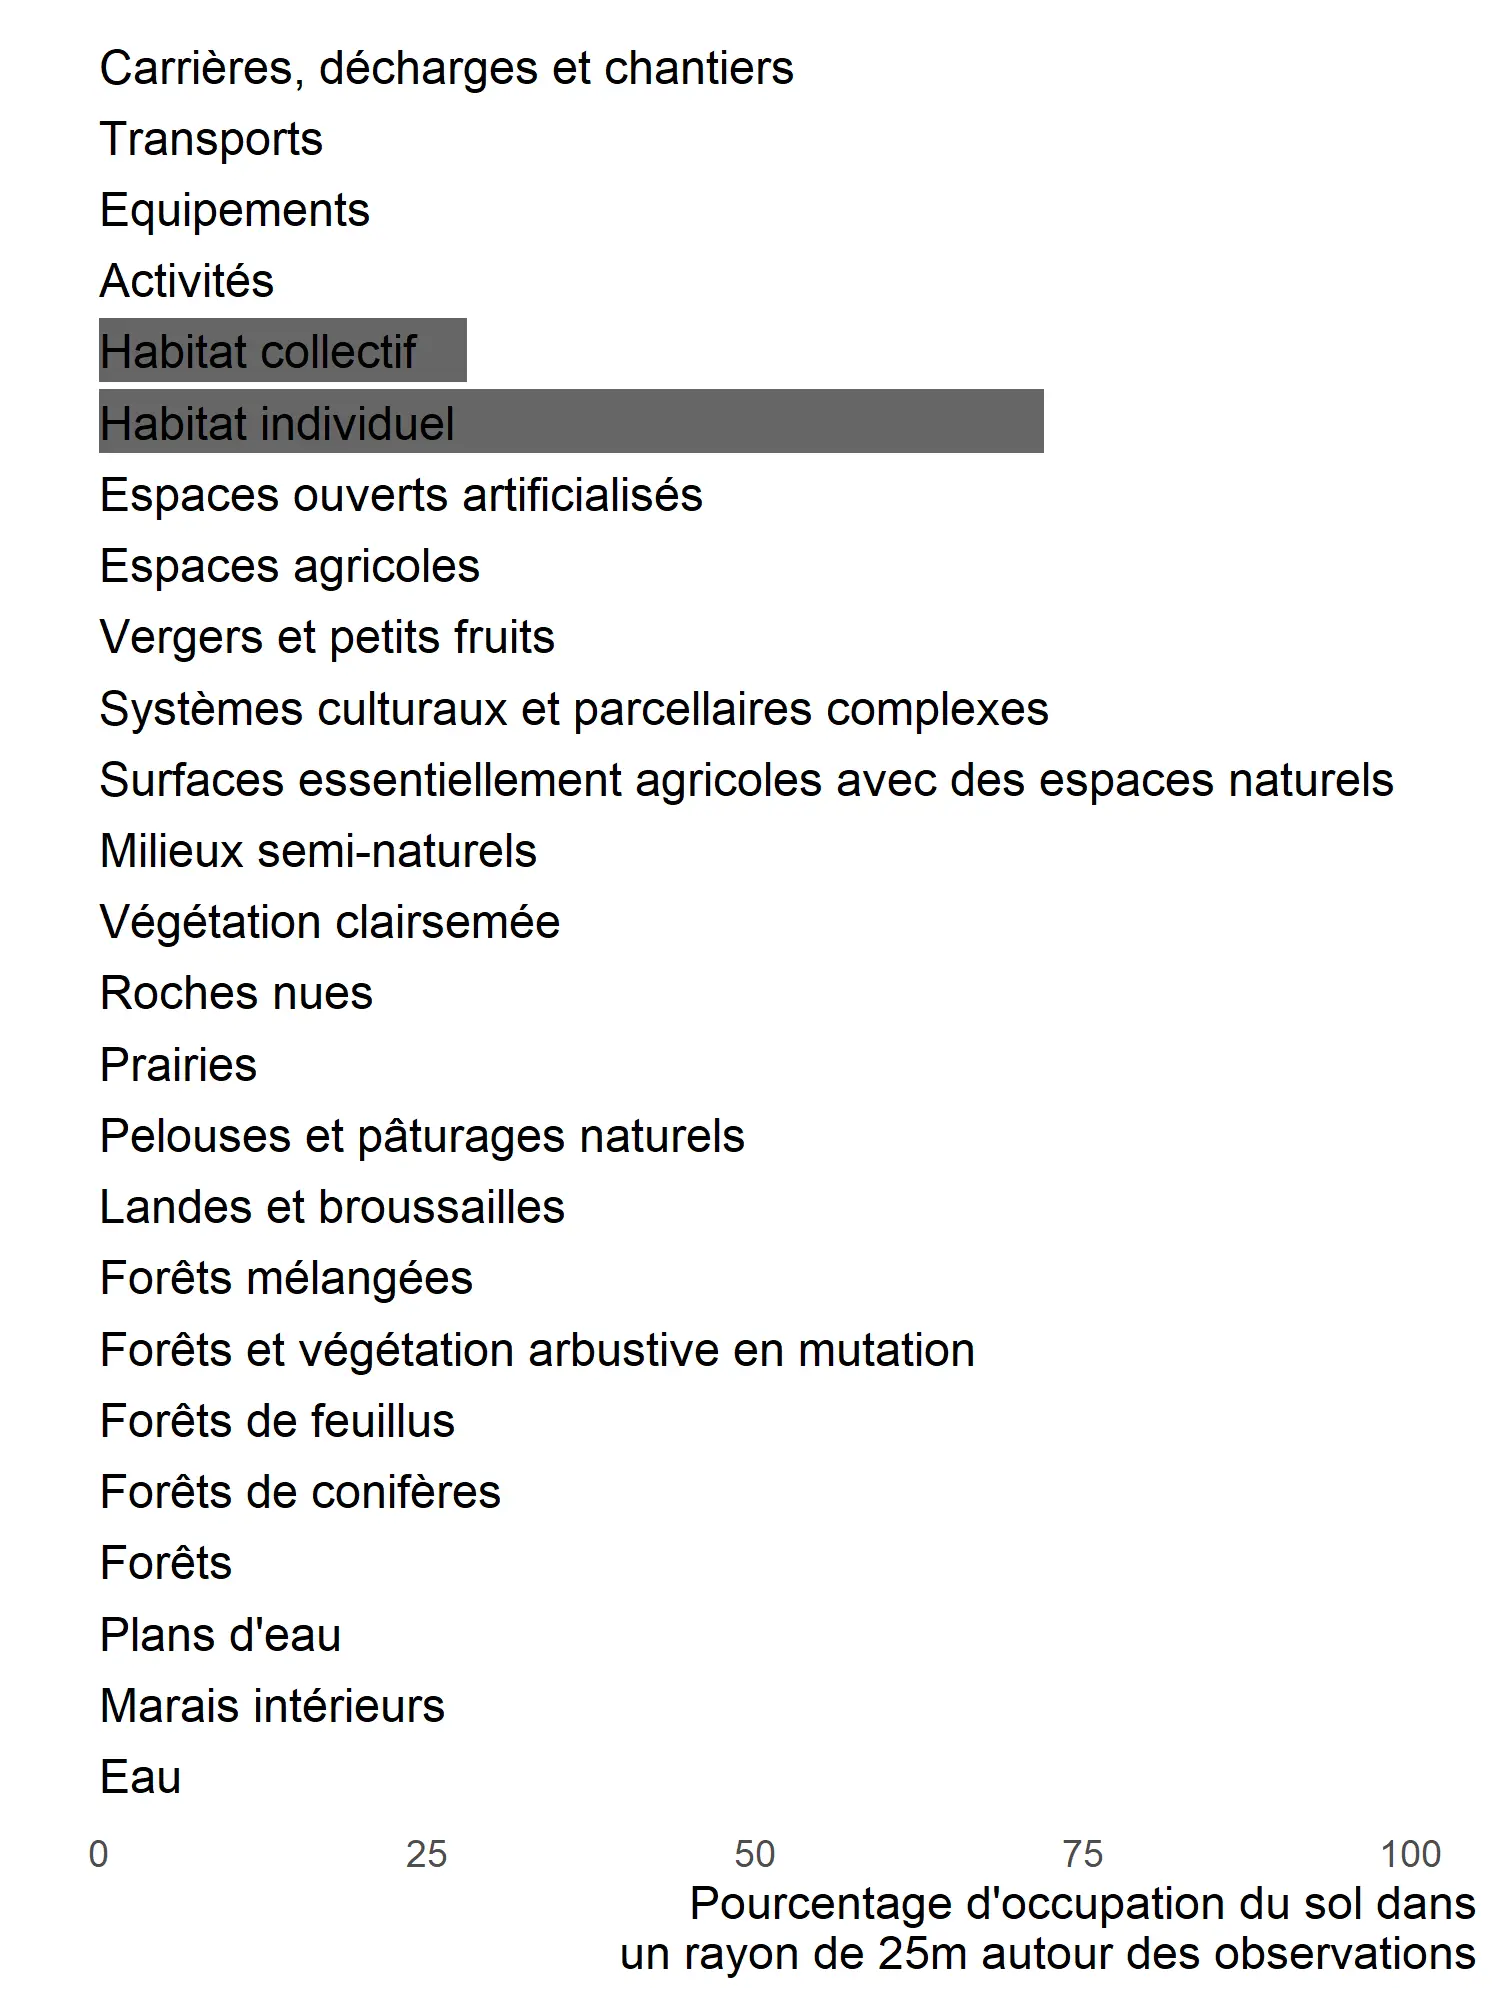 Carrières, décharges et chantiers
Transports
Equipements
Activités
Habitat collectif
Habitat individuel
Espaces ouverts artificialisés
Espaces agricoles
Vergers et petits fruits
Systèmes culturaux et parcellaires complexes
Surfaces essentiellement agricoles avec des espaces naturels
Milieux semi-naturels
Végétation clairsemée
Roches nues
Prairies
Pelouses et pâturages naturels
Landes et broussailles
Forêts mélangées
Forêts et végétation arbustive en mutation
Forêts de feuillus
Forêts de conifères
Forêts
Plans d'eau
Marais intérieurs
Eau
0 25 50 75 100
Pourcentage d'occupation du sol dans
un rayon de 25m autour des observations